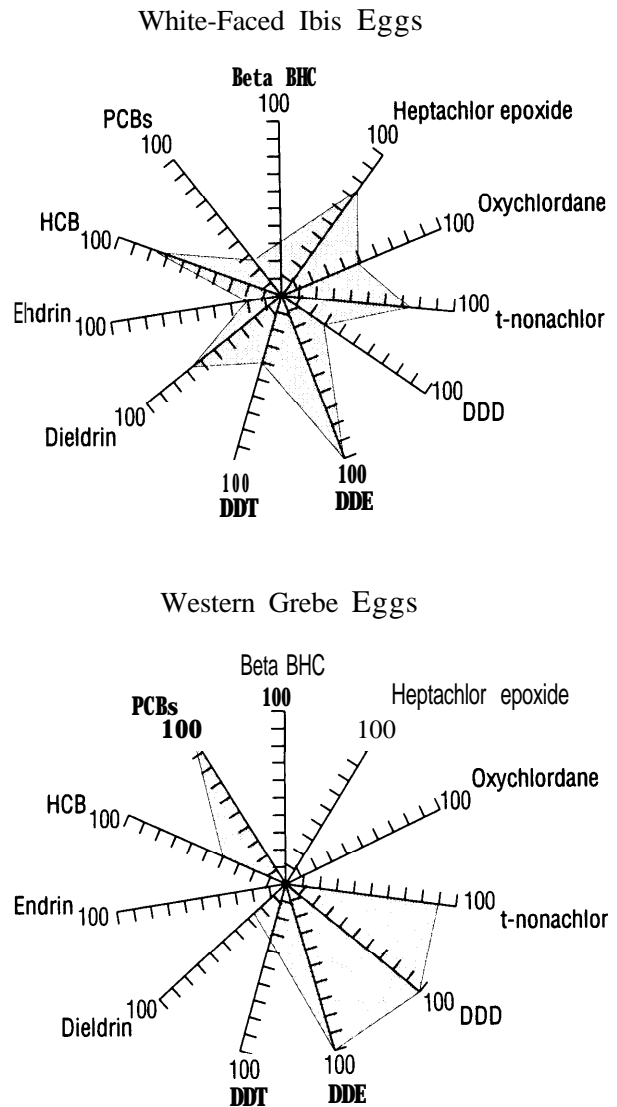 White-Faced Ibis Eggs
Beta BHC
100
Heptachlor epoxide
100
PCBs
100
Oxychlordane
100
HCB
100
100
t-nonachlor
Endrin
100
100
DDD
100
Dieldrin
100
DDT
100
DDE
Western Grebe Eggs
Beta BHC
100
Heptachlor epoxide
100
PCBs
100
Oxychlordane
100
HCB
100
100
t-nonachlor
Endrin
100
100
DDD
Dieldrin
100
100
DDT
100
DDE